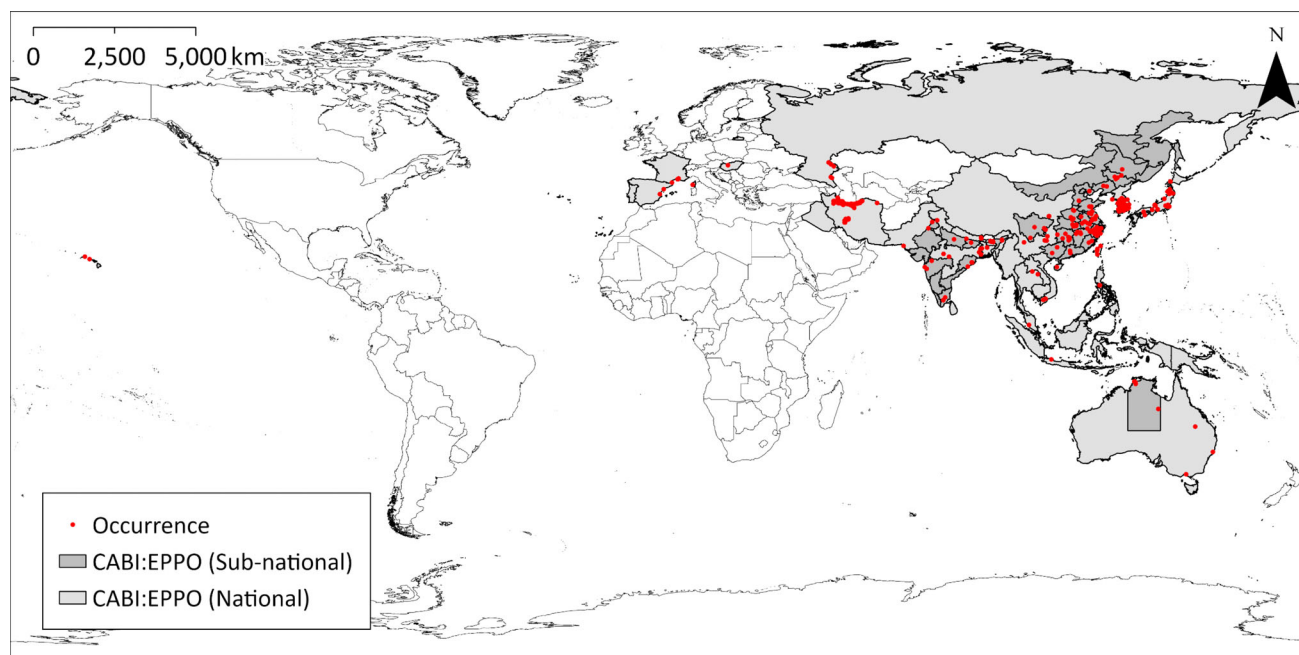 0 2,500 5,000 km
N
Occurrence
CABI:EPPO (Sub-national)
CABI:EPPO (National)